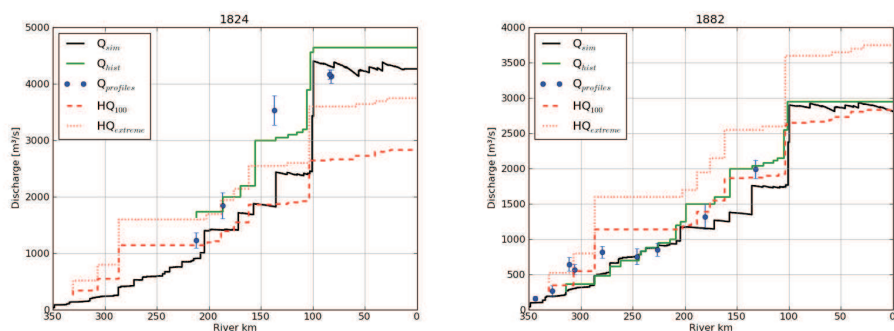 1824
5000
4000
3000
2000
1000
0
Discharge [m³/s]
Q_sim
Q_hist
Q_profiles
HQ_100
HQ_extreme
350 300 250 200 150 100 50 0
River km
1882
4000
3500
3000
2500
2000
1500
1000
500
0
Discharge [m³/s]
Q_sim
Q_hist
Q_profiles
HQ_100
HQ_extreme
350 300 250 200 150 100 50 0
River km